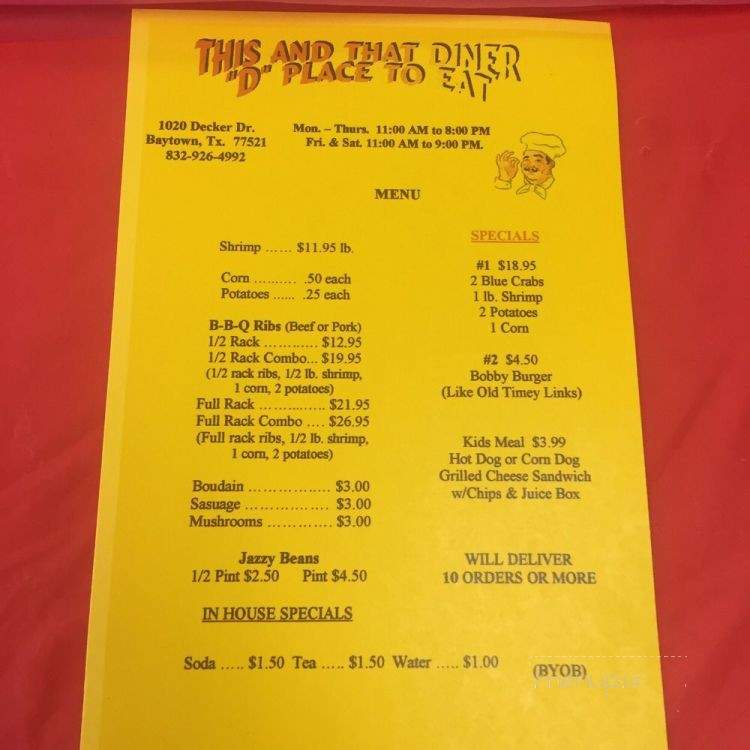 THIS AND THAT DINER
"D" PLACE TO EAT
1020 Decker Dr.
Baytown, Tx. 77521
832-926-4992
Mon. – Thurs. 11:00 AM to 8:00 PM
Fri. & Sat. 11:00 AM to 9:00 PM.
MENU
Shrimp ...... $11.95 lb.
Corn .......... .50 each
Potatoes ...... .25 each
B-B-Q Ribs (Beef or Pork)
1/2 Rack ............ $12.95
1/2 Rack Combo... $19.95
(1/2 rack ribs, 1/2 lb. shrimp,
1 corn, 2 potatoes)
Full Rack ............... $21.95
Full Rack Combo .... $26.95
(Full rack ribs, 1/2 lb. shrimp,
1 corn, 2 potatoes)
Boudain .................. $3.00
Sasuage .................. $3.00
Mushrooms ............. $3.00
Jazzy Beans
1/2 Pint $2.50 Pint $4.50
IN HOUSE SPECIALS
Soda ..... $1.50 Tea ..... $1.50 Water ..... $1.00
(BYOB)
SPECIALS
#1 $18.95
2 Blue Crabs
1 lb. Shrimp
2 Potatoes
1 Corn
#2 $4.50
Bobby Burger
(Like Old Timey Links)
Kids Meal $3.99
Hot Dog or Corn Dog
Grilled Cheese Sandwich
w/Chips & Juice Box
WILL DELIVER
10 ORDERS OR MORE